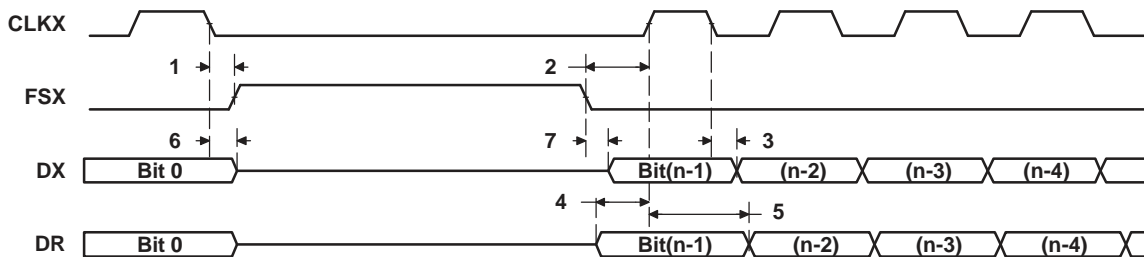 CLKX
1 2
FSX
6 7 3
DX Bit 0 Bit(n-1) (n-2) (n-3) (n-4)
4 5
DR Bit 0 Bit(n-1) (n-2) (n-3) (n-4)